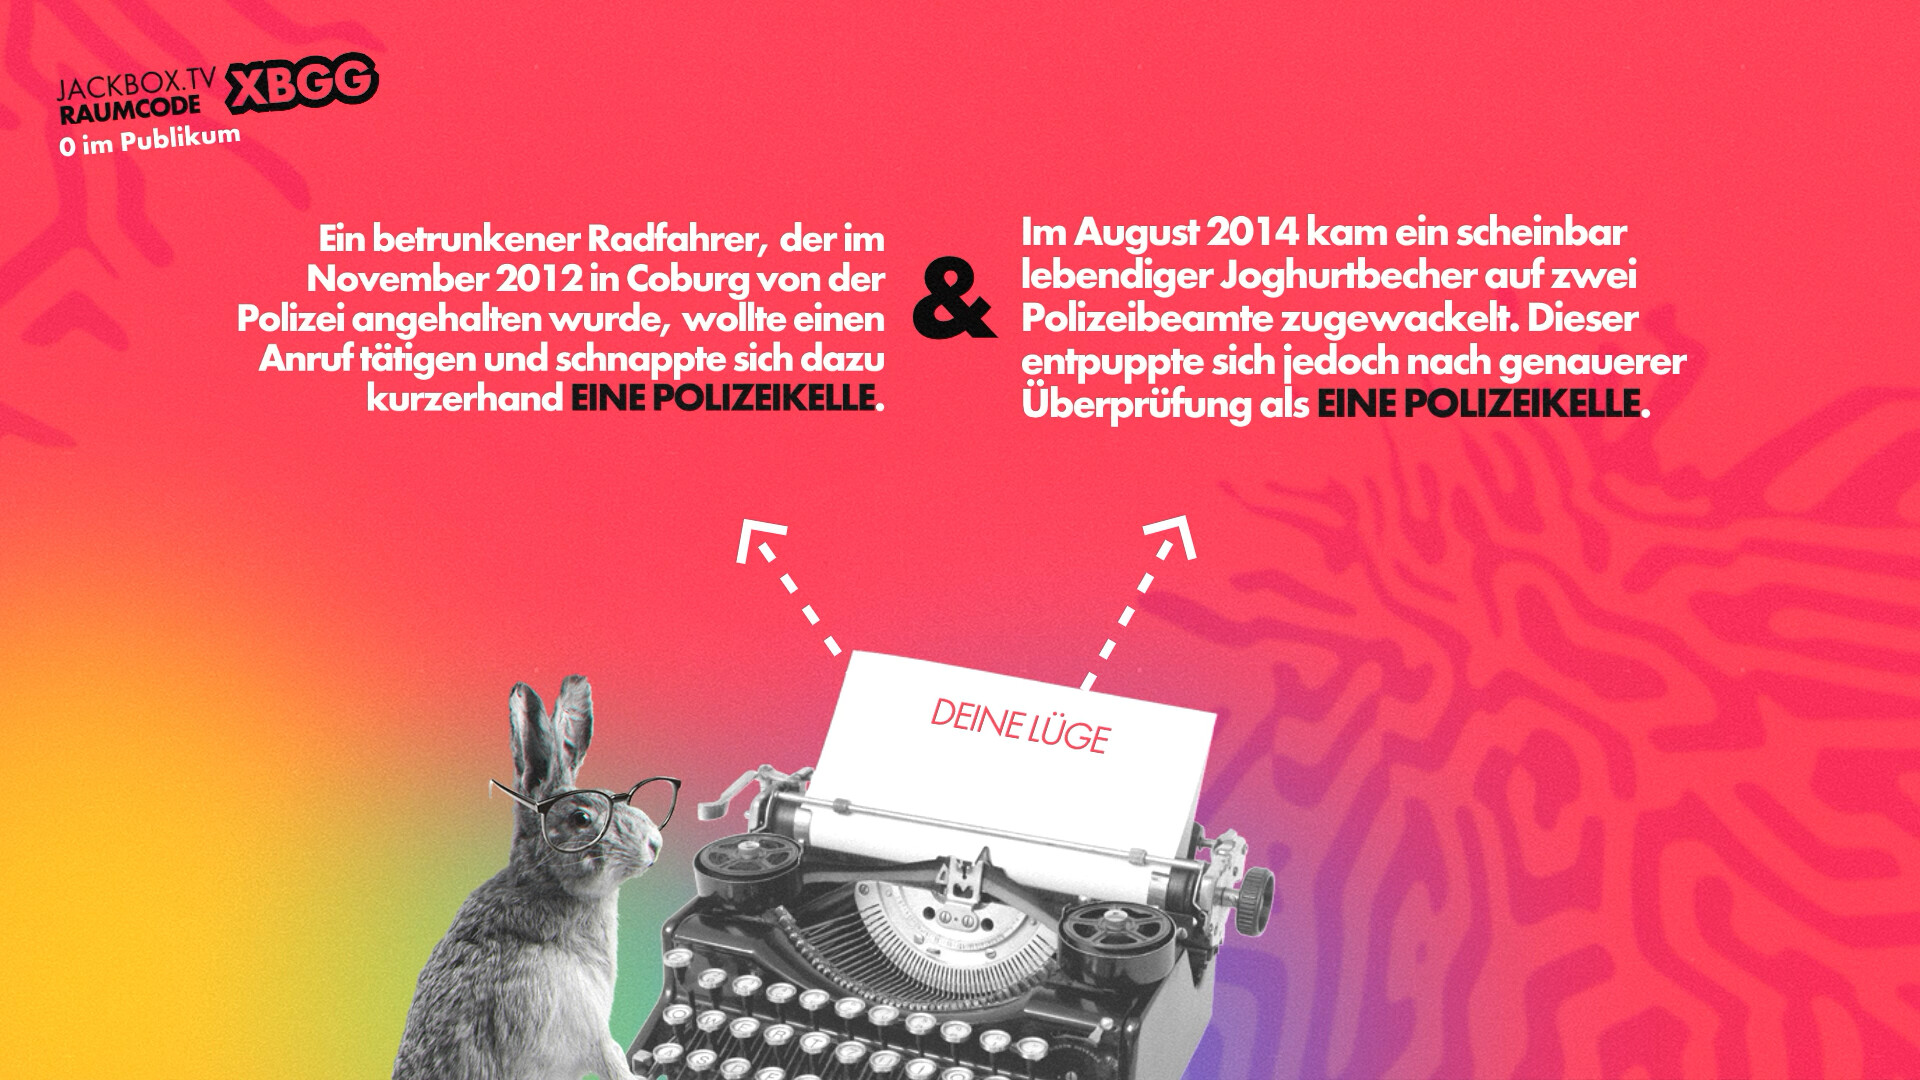 JACKBOX.TV
RAUMCODE
XBGG
0 im Publikum
Ein betrunkener Radfahrer, der im
November 2012 in Coburg von der
Polizei angehalten wurde, wollte einen
Anruf tätigen und schnappte sich dazu
kurzerhand EINE POLIZEIKELLE.
&
Im August 2014 kam ein scheinbar
lebendiger Joghurtbecher auf zwei
Polizeibeamte zugewackelt. Dieser
entpuppte sich jedoch nach genauerer
Überprüfung als EINE POLIZEIKELLE.
DEINE LÜGE